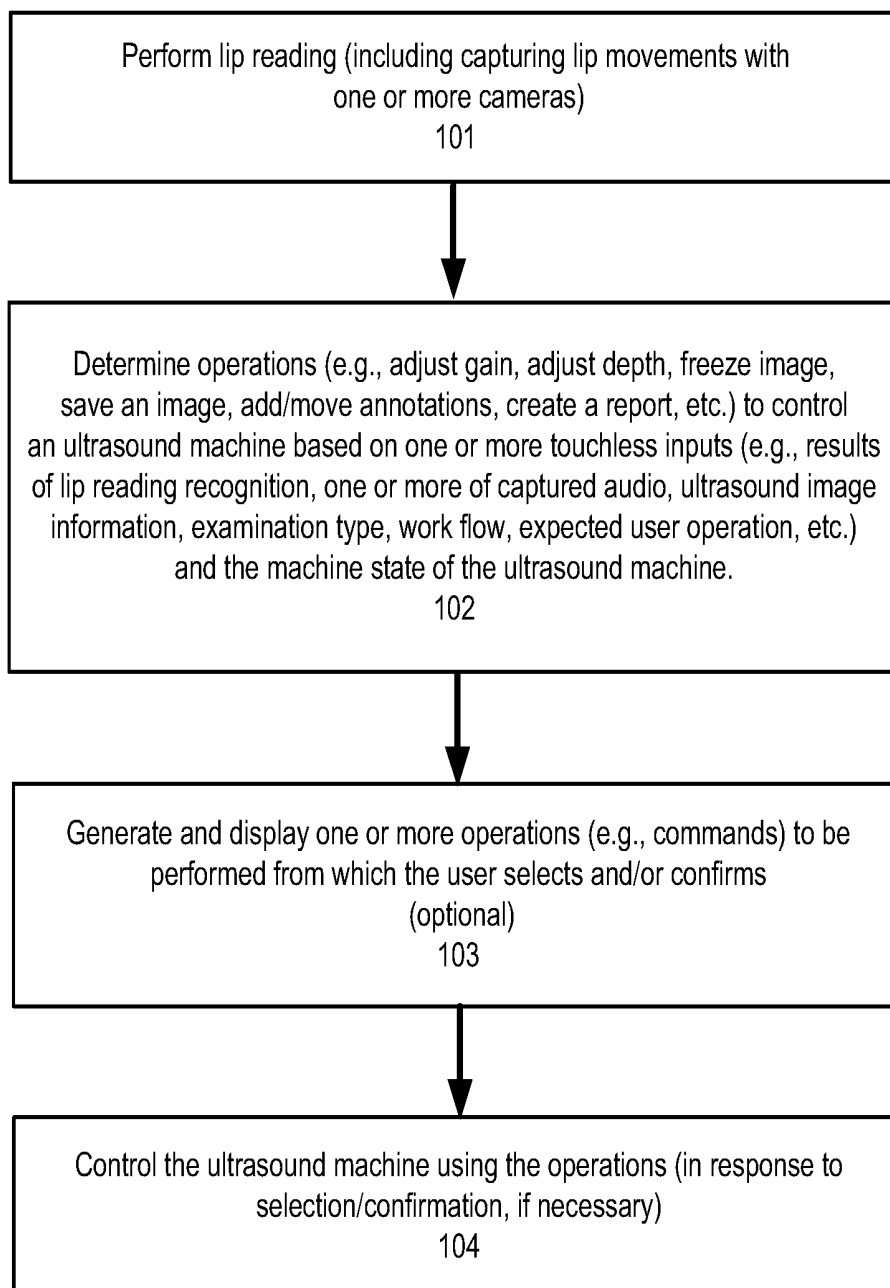 Perform lip reading (including capturing lip movements with
one or more cameras)
101
Determine operations (e.g., adjust gain, adjust depth, freeze image,
save an image, add/move annotations, create a report, etc.) to control
an ultrasound machine based on one or more touchless inputs (e.g., results
of lip reading recognition, one or more of captured audio, ultrasound image
information, examination type, work flow, expected user operation, etc.)
and the machine state of the ultrasound machine.
102
Generate and display one or more operations (e.g., commands) to be
performed from which the user selects and/or confirms
(optional)
103
Control the ultrasound machine using the operations (in response to
selection/confirmation, if necessary)
104